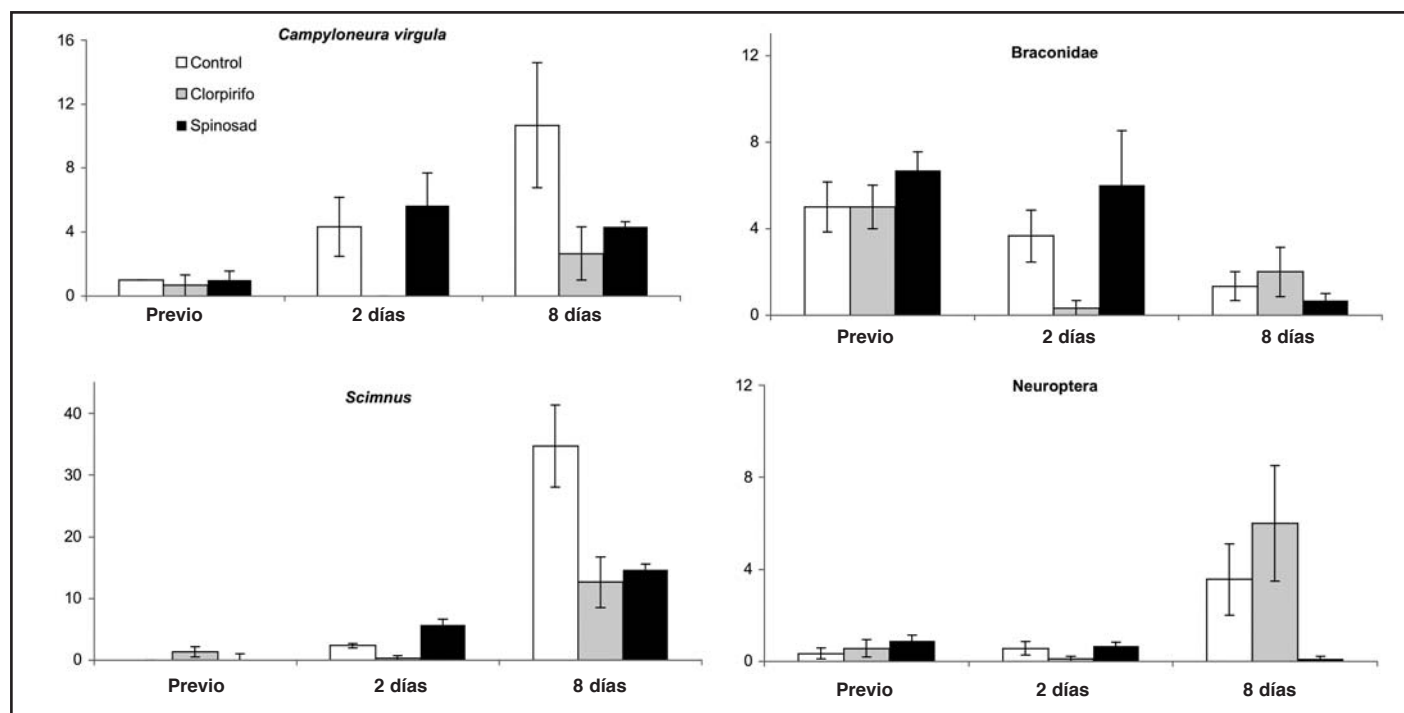 Campyloneura virgula
16
12
8
4
0
Control
Clorpirifo
Spinosad
Previo 2 días 8 días
Braconidae
12
8
4
0
Previo 2 días 8 días
Scimnus
40
30
20
10
0
Previo 2 días 8 días
Neuroptera
12
8
4
0
Previo 2 días 8 días